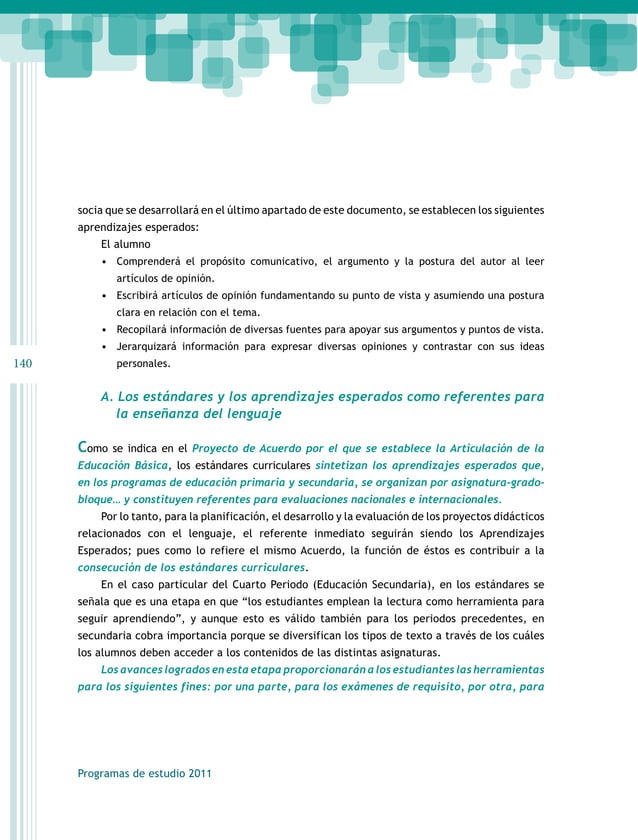 socia que se desarrollará en el último apartado de este documento, se establecen los siguientes
aprendizajes esperados:
El alumno
• Comprenderá el propósito comunicativo, el argumento y la postura del autor al leer
artículos de opinión.
• Escribirá artículos de opinión fundamentando su punto de vista y asumiendo una postura
clara en relación con el tema.
• Recopilará información de diversas fuentes para apoyar sus argumentos y puntos de vista.
• Jerarquizará información para expresar diversas opiniones y contrastar con sus ideas
personales.
140
A. Los estándares y los aprendizajes esperados como referentes para
la enseñanza del lenguaje
Como se indica en el Proyecto de Acuerdo por el que se establece la Articulación de la
Educación Básica, los estándares curriculares sintetizan los aprendizajes esperados que,
en los programas de educación primaria y secundaria, se organizan por asignatura-grado-
bloque… y constituyen referentes para evaluaciones nacionales e internacionales.
Por lo tanto, para la planificación, el desarrollo y la evaluación de los proyectos didácticos
relacionados con el lenguaje, el referente inmediato seguirán siendo los Aprendizajes
Esperados; pues como lo refiere el mismo Acuerdo, la función de éstos es contribuir a la
consecución de los estándares curriculares.
En el caso particular del Cuarto Periodo (Educación Secundaria), en los estándares se
señala que es una etapa en que “los estudiantes emplean la lectura como herramienta para
seguir aprendiendo”, y aunque esto es válido también para los periodos precedentes, en
secundaria cobra importancia porque se diversifican los tipos de texto a través de los cuáles
los alumnos deben acceder a los contenidos de las distintas asignaturas.
Los avances logrados en esta etapa proporcionarán a los estudiantes las herramientas
para los siguientes fines: por una parte, para los exámenes de requisito, por otra, para
Programas de estudio 2011